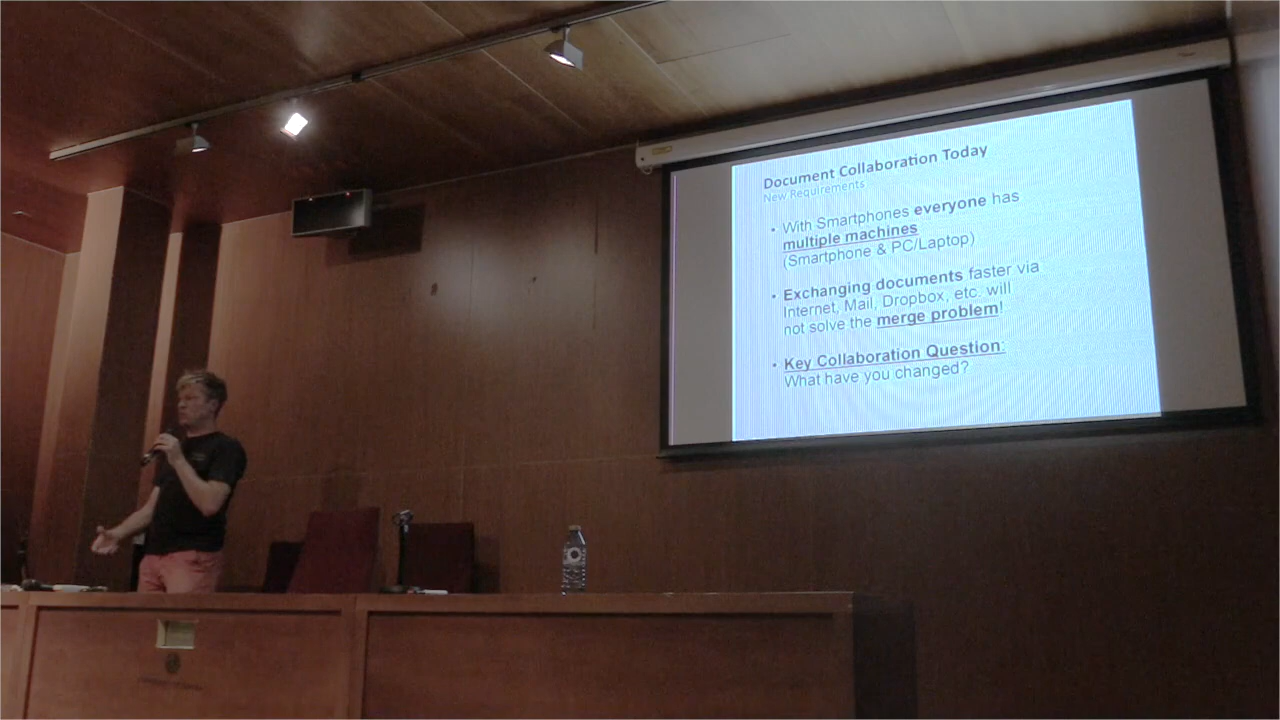 Document Collaboration Today
New Requirements
• With Smartphones everyone has
multiple machines
(Smartphone & PC/Laptop)
• Exchanging documents faster via
Internet, Mail, Dropbox, etc. will
not solve the merge problem!
• Key Collaboration Question:
What have you changed?